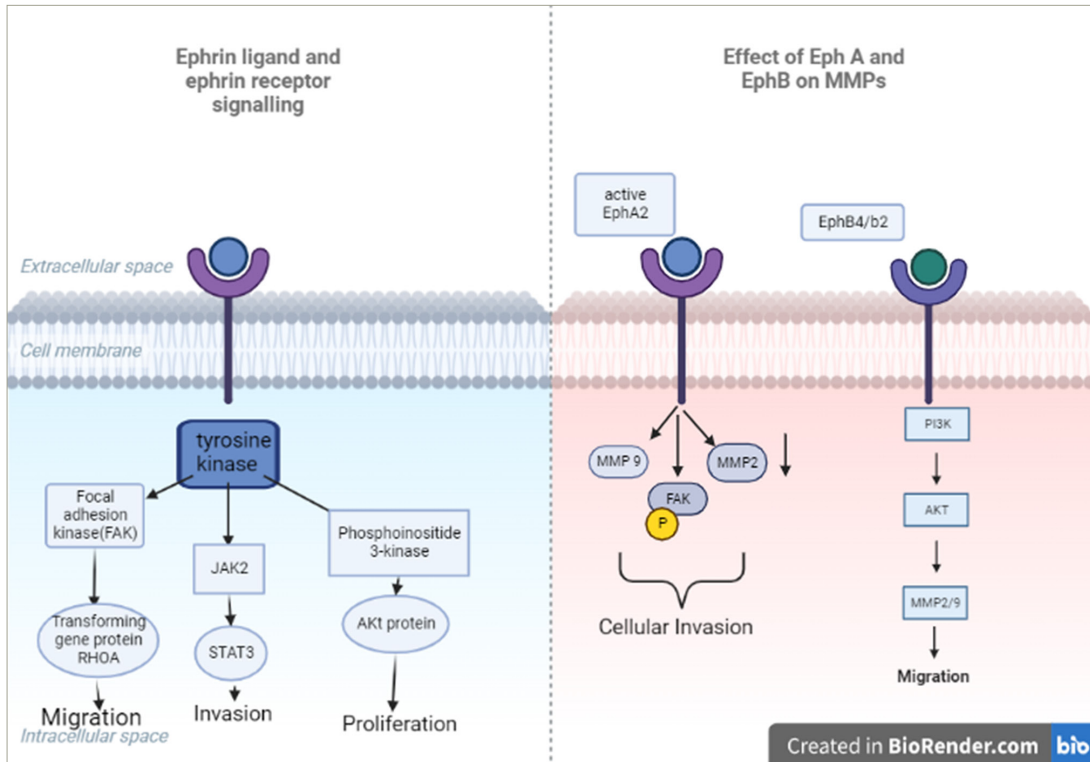 Ephrin ligand and
ephrin receptor
signalling
Extracellular space
Cell membrane
tyrosine
kinase
Focal
adhesion
kinase(FAK)
JAK2
Phosphoinositide
3-kinase
Transforming
gene protein
RHOA
STAT3
AKt protein
Migration
Invasion
Proliferation
Intracellular space
Effect of Eph A and
EphB on MMPs
active
EphA2
EphB4/b2
MMP 9
FAK
P
MMP2
Cellular Invasion
PI3K
AKT
MMP2/9
Migration
Created in BioRender.com
bio